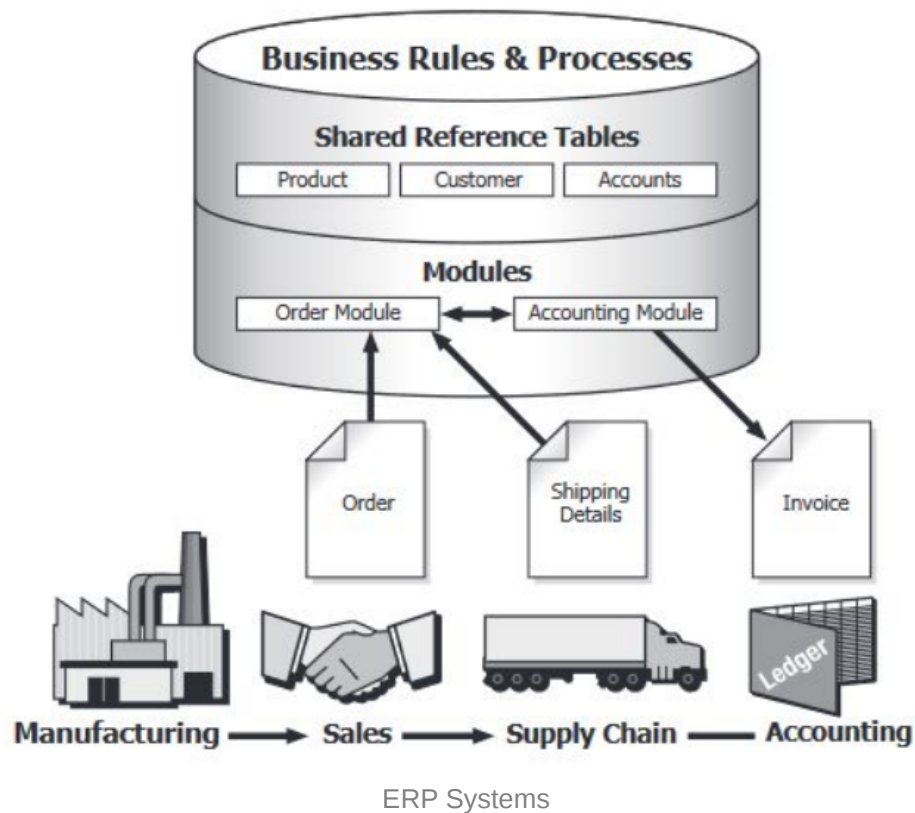 Business Rules & Processes
Shared Reference Tables
Product
Customer
Accounts
Modules
Order Module
Accounting Module
Order
Shipping
Details
Invoice
Ledger
Manufacturing
Sales
Supply Chain
Accounting
ERP Systems